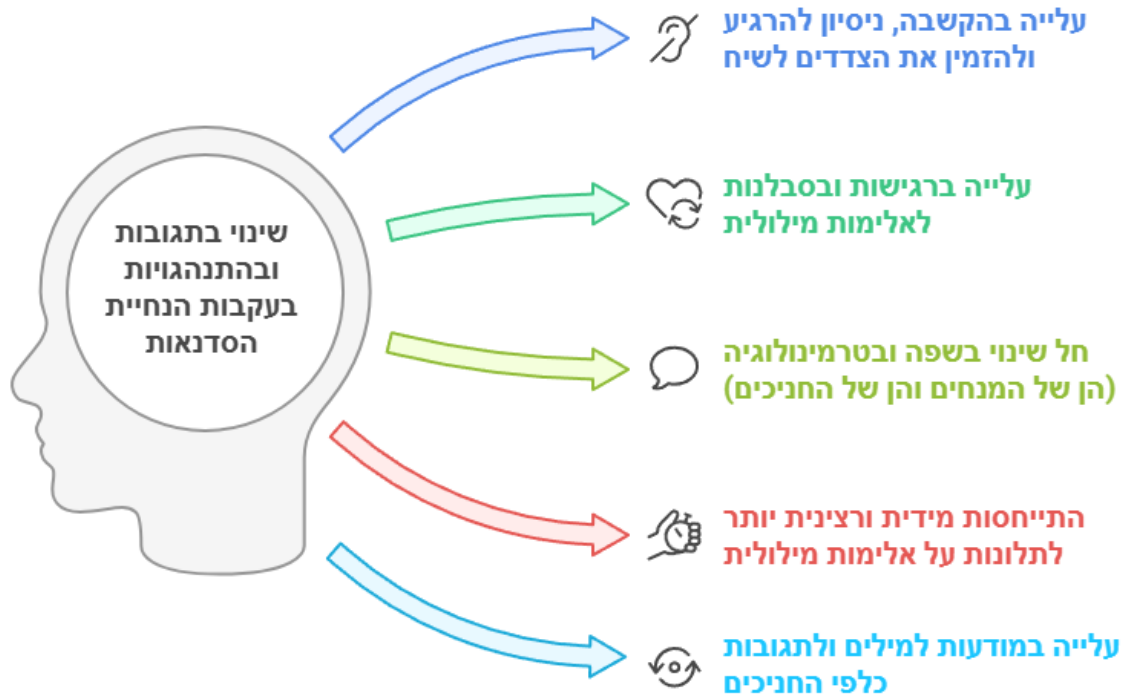 שינוי בתגובות
ובהתנהגויות
בעקבות הנחיית
הסדנאות
עלייה בהקשבה, ניסיון להרגיע
ולהזמין את הצדדים לשיח
עלייה ברגישות ובסבלנות
לאלימות מילולית
חל שינוי בשפה ובטרמינולוגיה
(הן של המנחים והן של החניכים)
התייחסות מידית ורצינית יותר
לתלונות על אלימות מילולית
עלייה במודעות למילים ולתגובות
כלפי החניכים